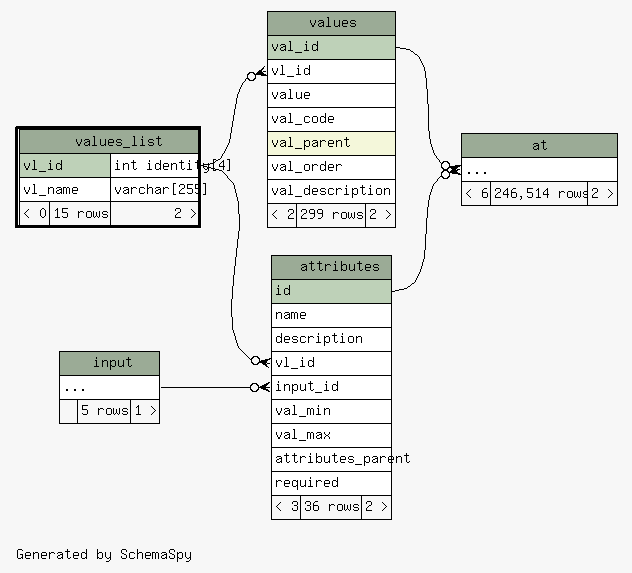 values
val_id
vl_id
value
val_code
val_parent
val_order
val_description
< 2 299 rows 2 >
values_list
vl_id int identity[4]
vl_name varchar[255]
< 0 15 rows 2 >
at
...
< 6 246,514 rows 2 >
attributes
id
name
description
vl_id
input_id
val_min
val_max
attributes_parent
required
< 3 36 rows 2 >
input
...
5 rows 1 >
Generated by SchemaSpy